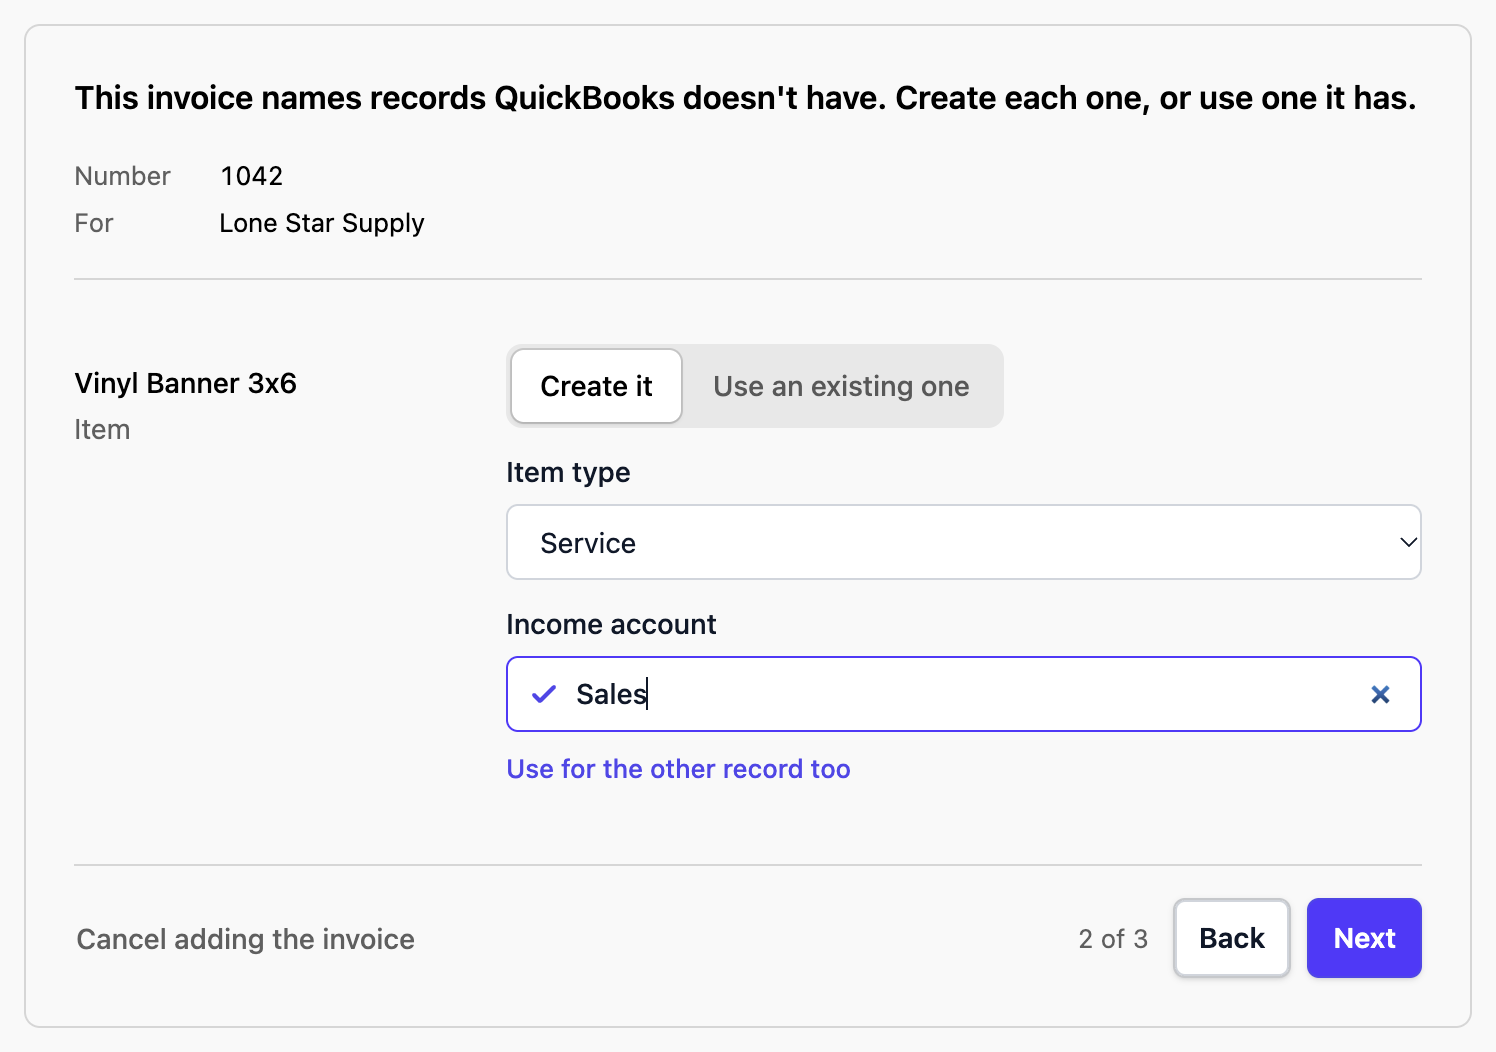 This invoice names records QuickBooks doesn't have. Create each one, or use one it has.
Number 1042
For Lone Star Supply
Vinyl Banner 3x6
Item
Create it Use an existing one
Item type
Service
Income account
Sales
Use for the other record too
Cancel adding the invoice 2 of 3 Back Next